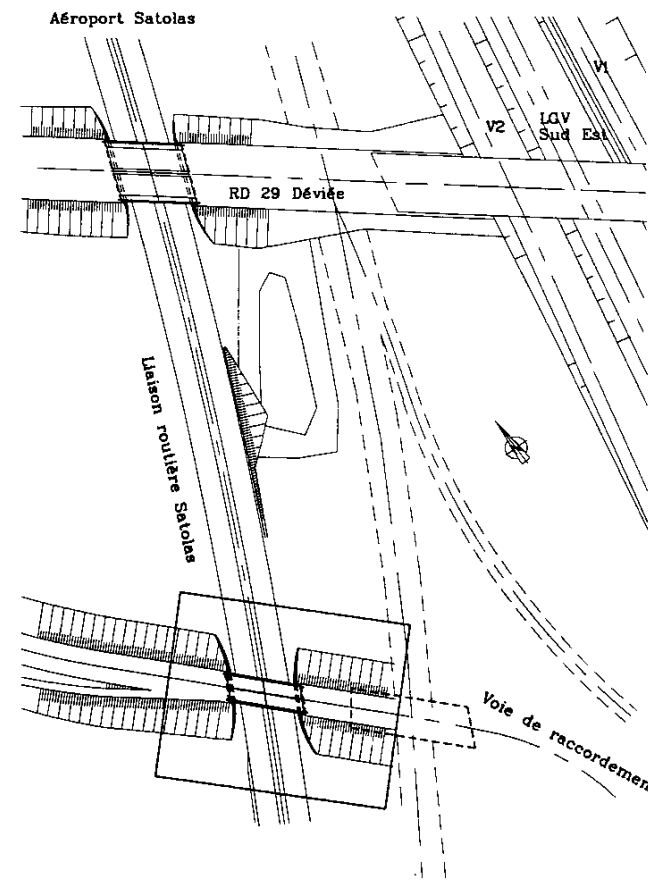 Aéroport Satolas
V1
V2
LGV
Sud Est
RD 29 Déviée
Liaison routière Satolas
Voie de raccordemen